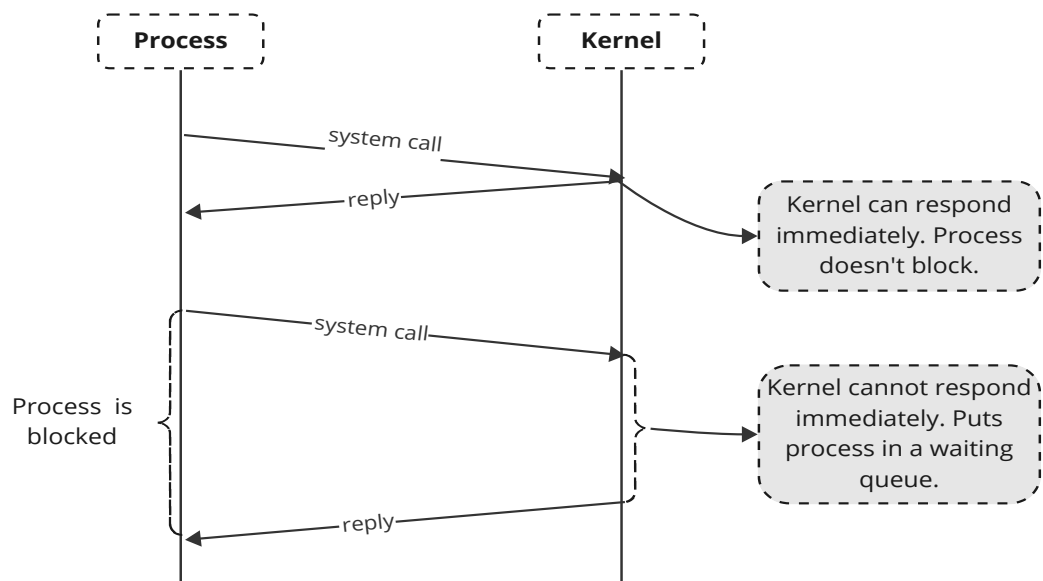 Process
Kernel
system call
reply
Kernel can respond
immediately. Process
doesn't block.
system call
Process is
blocked
Kernel cannot respond
immediately. Puts
process in a waiting
queue.
reply